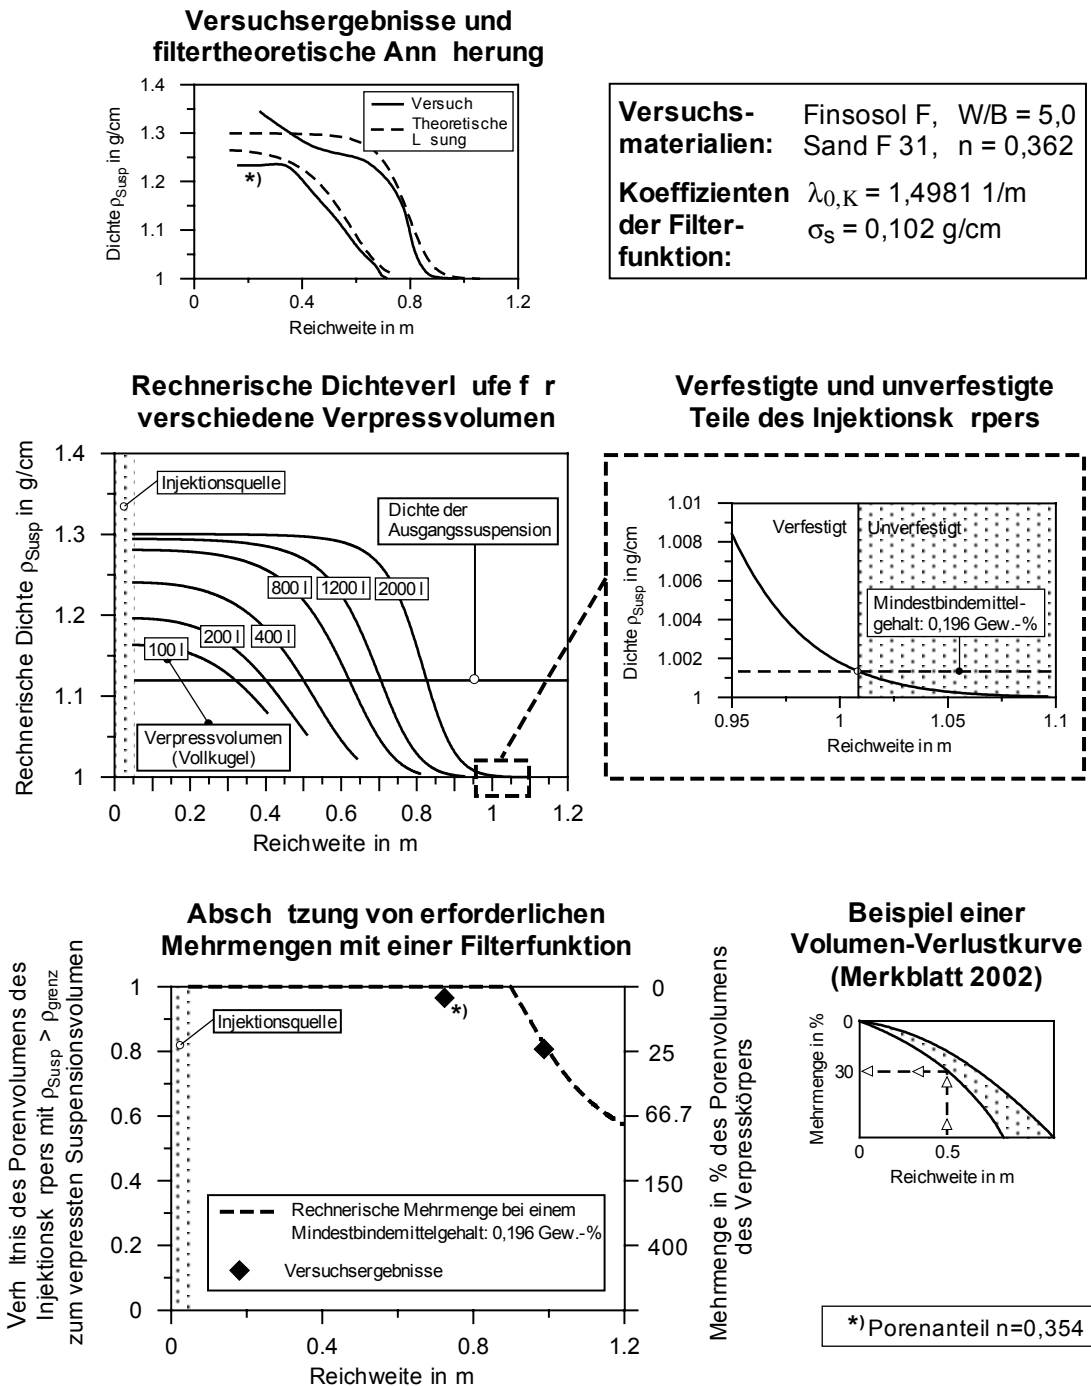 Versuchsergebnisse und
filtertheoretische Ann herung
Dichte ρSusp in g/cm
1.4
1.3
1.2
1.1
1
0
0.4
0.8
1.2
Reichweite in m
Versuch
Theoretische
L sung
*)
Versuchs-
materialien:
Finsosol F, W/B = 5,0
Sand F 31, n = 0,362
Koeffizienten
der Filter-
funktion:
λ0,K = 1,4981 1/m
σs = 0,102 g/cm
Rechnerische Dichteverl ufe f r
verschiedene Verpressvolumen
Rechnerische Dichte ρSusp in g/cm
1.4
1.3
1.2
1.1
1
0
0.2
0.4
0.6
0.8
1
1.2
Reichweite in m
Injektionsquelle
Dichte der
Ausgangssuspension
800 l
1200 l
2000 l
100 l
200 l
400 l
Verpressvolumen
(Vollkugel)
Verfestigte und unverfestigte
Teile des Injektionsk rpers
Dichte ρSusp in g/cm
1.01
1.008
1.006
1.004
1.002
1
0.95
1
1.05
1.1
Reichweite in m
Verfestigt
Unverfestigt
Mindestbindemittel-
gehalt: 0,196 Gew.-%
Absch tzung von erforderlichen
Mehrmengen mit einer Filterfunktion
Verh ltnis des Porenvolumens des
Injektionsk rpers mit ρSusp > ρgrenz
zum verpressten Suspensionsvolumen
1
0.8
0.6
0.4
0.2
0
0
0.4
0.8
1.2
Reichweite in m
Injektionsquelle
*)
Rechnerische Mehrmenge bei einem
Mindestbindemittelgehalt: 0,196 Gew.-%
Versuchsergebnisse
0
25
66.7
150
400
Mehrmenge in % des Porenvolumens
des Verpresskörpers
Beispiel einer
Volumen-Verlustkurve
(Merkblatt 2002)
Mehrmenge in %
0
30
0
0.5
Reichweite in m
*) Porenanteil n=0,354